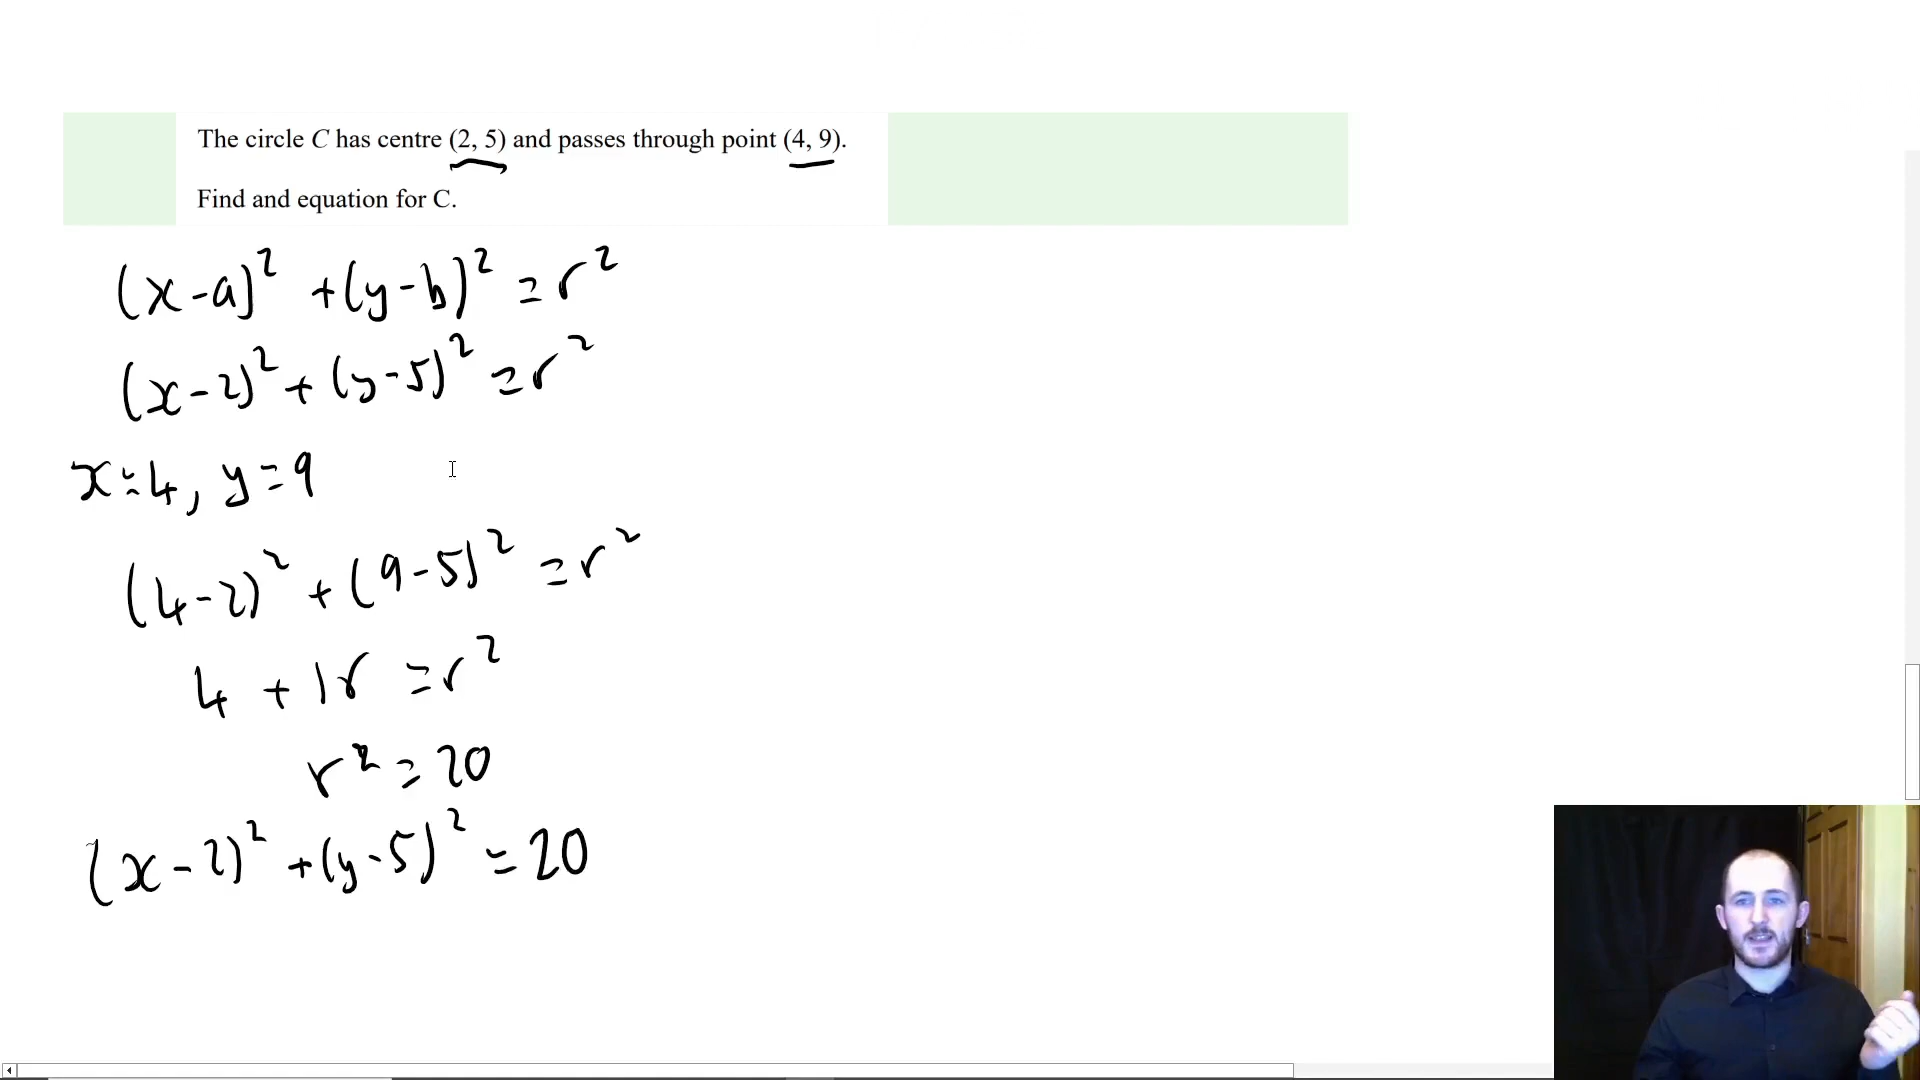 The circle C has centre (2, 5) and passes through point (4, 9).
Find and equation for C.
(x-a)² + (y-b)² = r²
(x-2)² + (y-5)² = r²
x=4, y=9
(4-2)² + (9-5)² = r²
4 + 16 = r²
r² = 20
(x-2)² + (y-5)² = 20